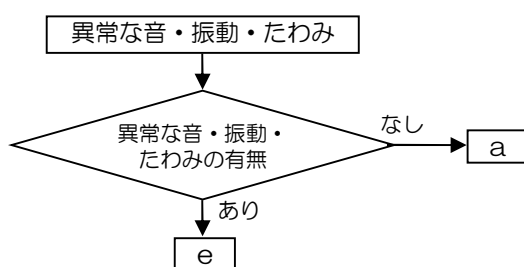 異常な音・振動・たわみ
異常な音・振動・
たわみの有無
なし
a
あり
e